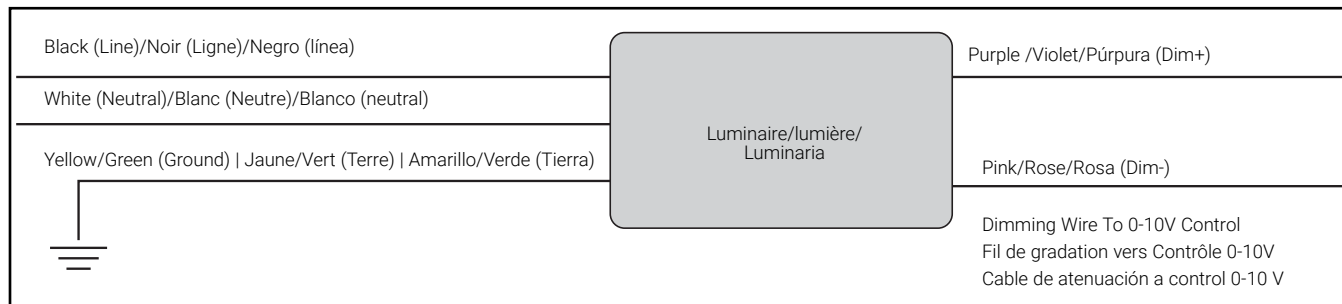 Black (Line)/Noir (Ligne)/Negro (línea)
White (Neutral)/Blanc (Neutre)/Blanco (neutral)
Yellow/Green (Ground) | Jaune/Vert (Terre) | Amarillo/Verde (Tierra)
Luminaire/lumière/
Luminaria
Purple /Violet/Púrpura (Dim+)
Pink/Rose/Rosa (Dim-)
Dimming Wire To 0-10V Control
Fil de gradation vers Contrôle 0-10V
Cable de atenuación a control 0-10 V